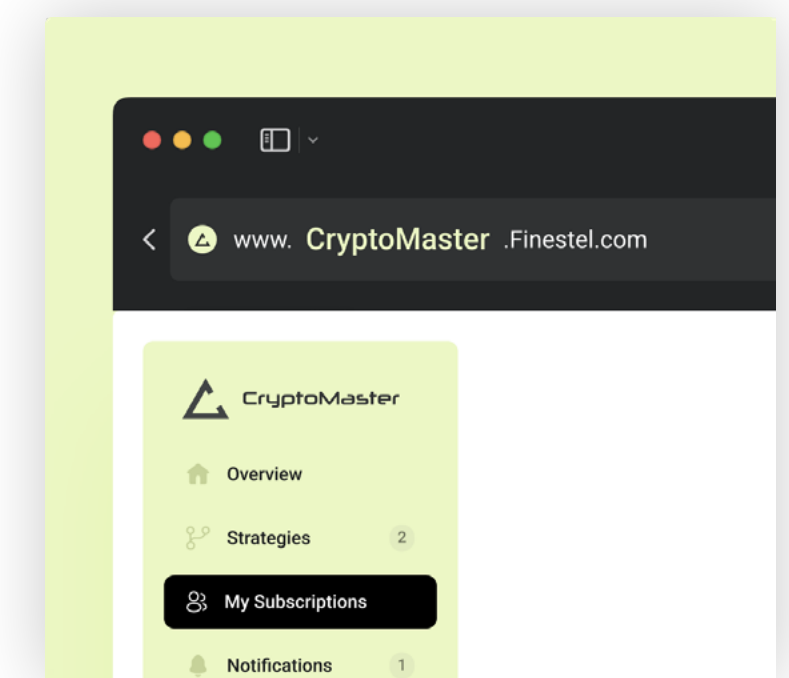 www. CryptoMaster .Finestel.com
CryptoMaster
Overview
Strategies 2
My Subscriptions
Notifications 1